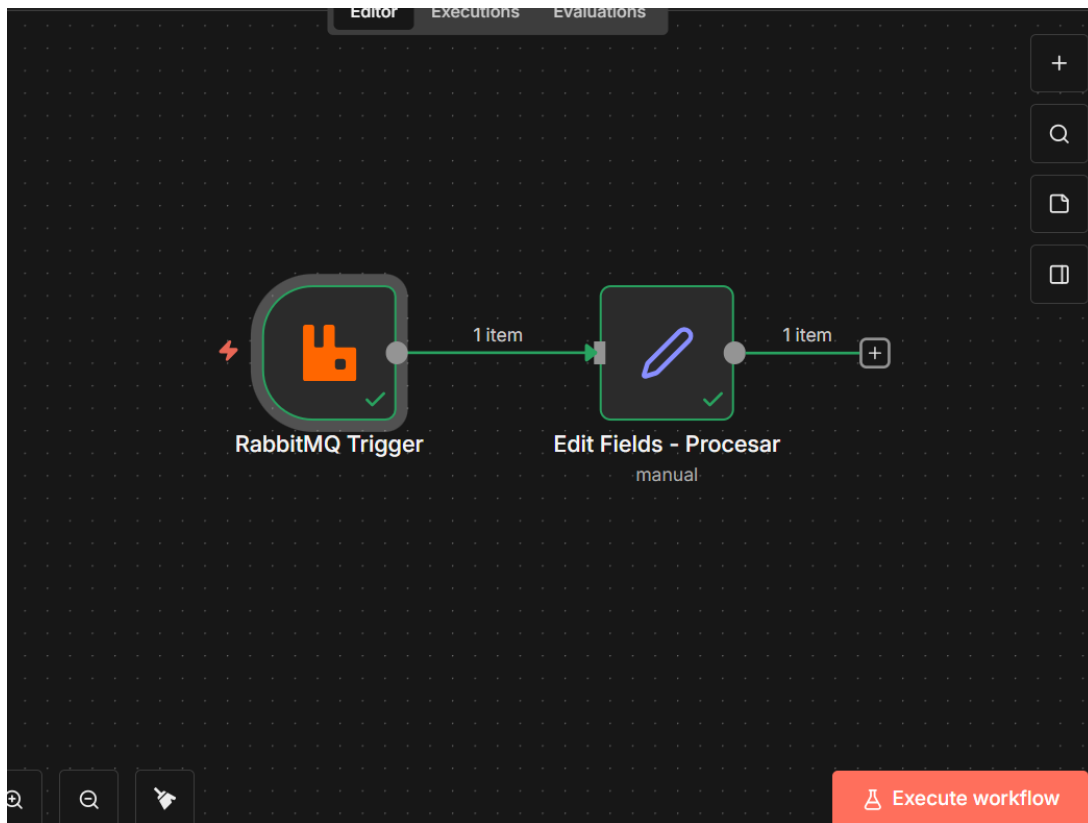 Editor Executions Evaluations
1 item
1 item
RabbitMQ Trigger
Edit Fields - Procesar
manual
Execute workflow